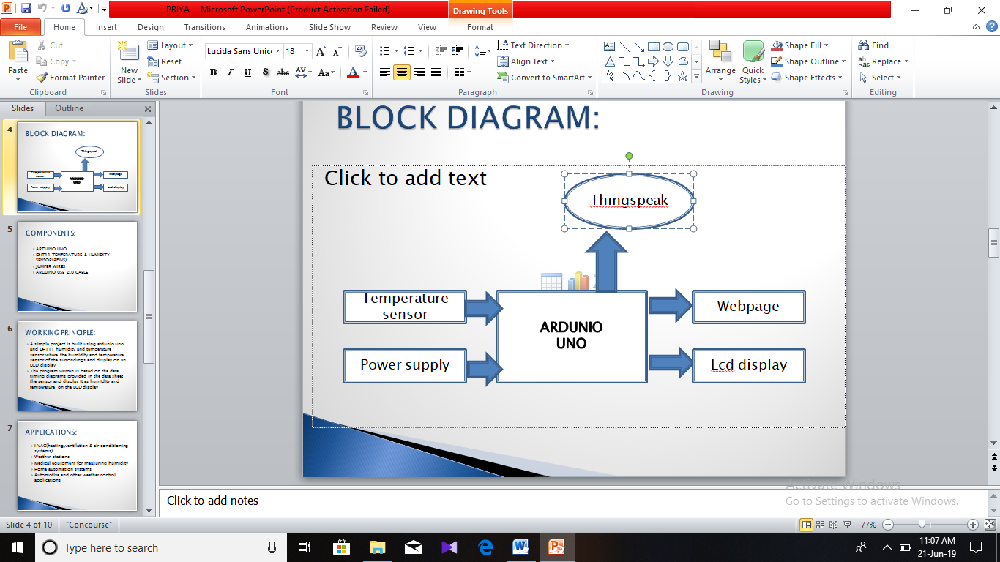 PRIYA - Microsoft PowerPoint (Product Activation Failed)
Drawing Tools
File Home Insert Design Transitions Animations Slide Show Review View Format
Paste
Cut
Copy
Format Painter
Clipboard
New Slide
Layout
Reset
Section
Slides
Lucida Sans Unic 18
B I U S abc AV Aa A
Font
Text Direction
Align Text
Convert to SmartArt
Paragraph
Arrange
Quick Styles
Shape Fill
Shape Outline
Shape Effects
Drawing
Find
Replace
Select
Editing
Slides Outline
4
BLOCK DIAGRAM:
Thingspeak
Temperature
sensor
ARDUNIO
UNO
Webpage
Power supply
Lcd display
5
COMPONENTS:
ARDUINO UNO
DHT11 TEMPERATURE & HUMIDITY
SENSOR(3PINS)
JUMPER WIRES
ARDUINO USB 2.0 CABLE
6
WORKING PRINCIPLE:
A simple project is built using ardunio uno
and DHT11 humidity and temperature
sensor.where the humidity and temperature
sensor of the surrondings and display on an
LCD display
The program written is based on the data
timing diagrams provided in the data sheet
the sensor and display it as humidity and
temperature on the LCD display
7
APPLICATIONS:
HVAC(heating,ventilation & air conditioning
systems)
Weather stations
Medical equipment for measuring humidity
Home automation systems
Automotive and other weather control
applications
BLOCK DIAGRAM:
Click to add text
Thingspeak
Temperature
sensor
ARDUNIO
UNO
Webpage
Power supply
Lcd display
Activate Windows
Go to Settings to activate Windows.
Click to add notes
Slide 4 of 10 "Concourse" 77%
Type here to search
11:07 AM
21-Jun-19